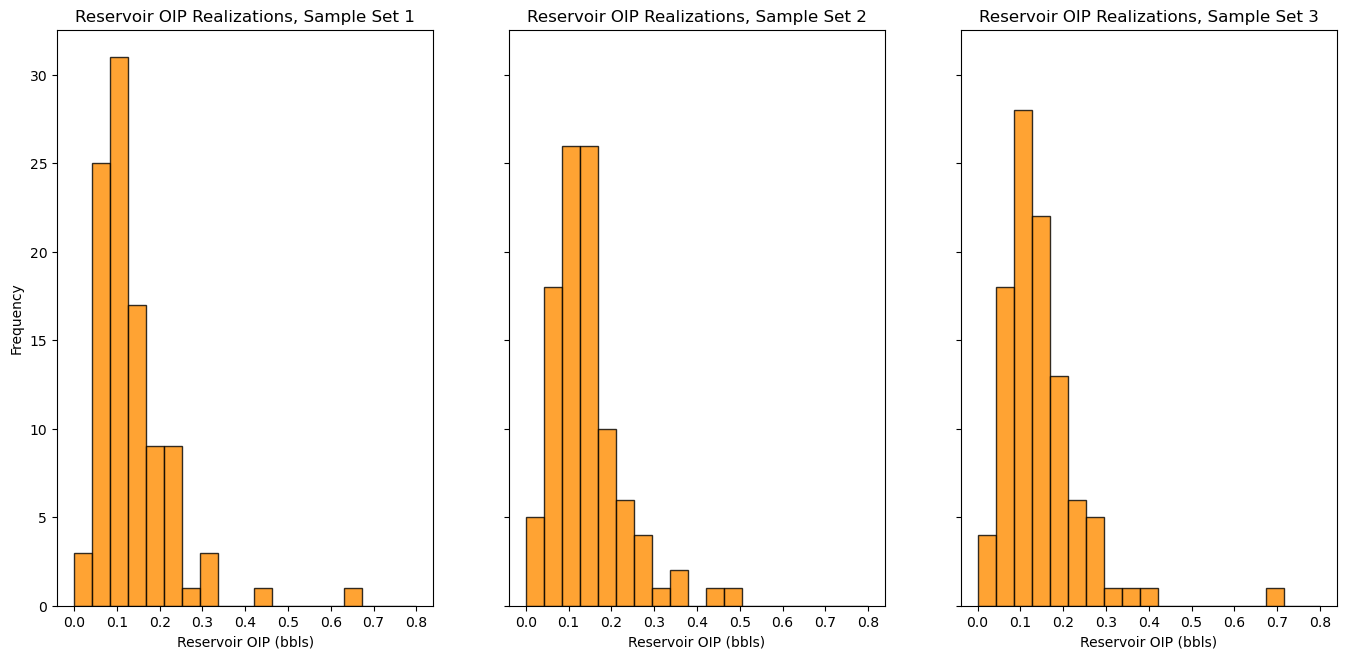 Reservoir OIP Realizations, Sample Set 1
Reservoir OIP Realizations, Sample Set 2
Reservoir OIP Realizations, Sample Set 3
30
25
20
15
10
5
0
Frequency
0.0 0.1 0.2 0.3 0.4 0.5 0.6 0.7 0.8
0.0 0.1 0.2 0.3 0.4 0.5 0.6 0.7 0.8
0.0 0.1 0.2 0.3 0.4 0.5 0.6 0.7 0.8
Reservoir OIP (bbls)
Reservoir OIP (bbls)
Reservoir OIP (bbls)